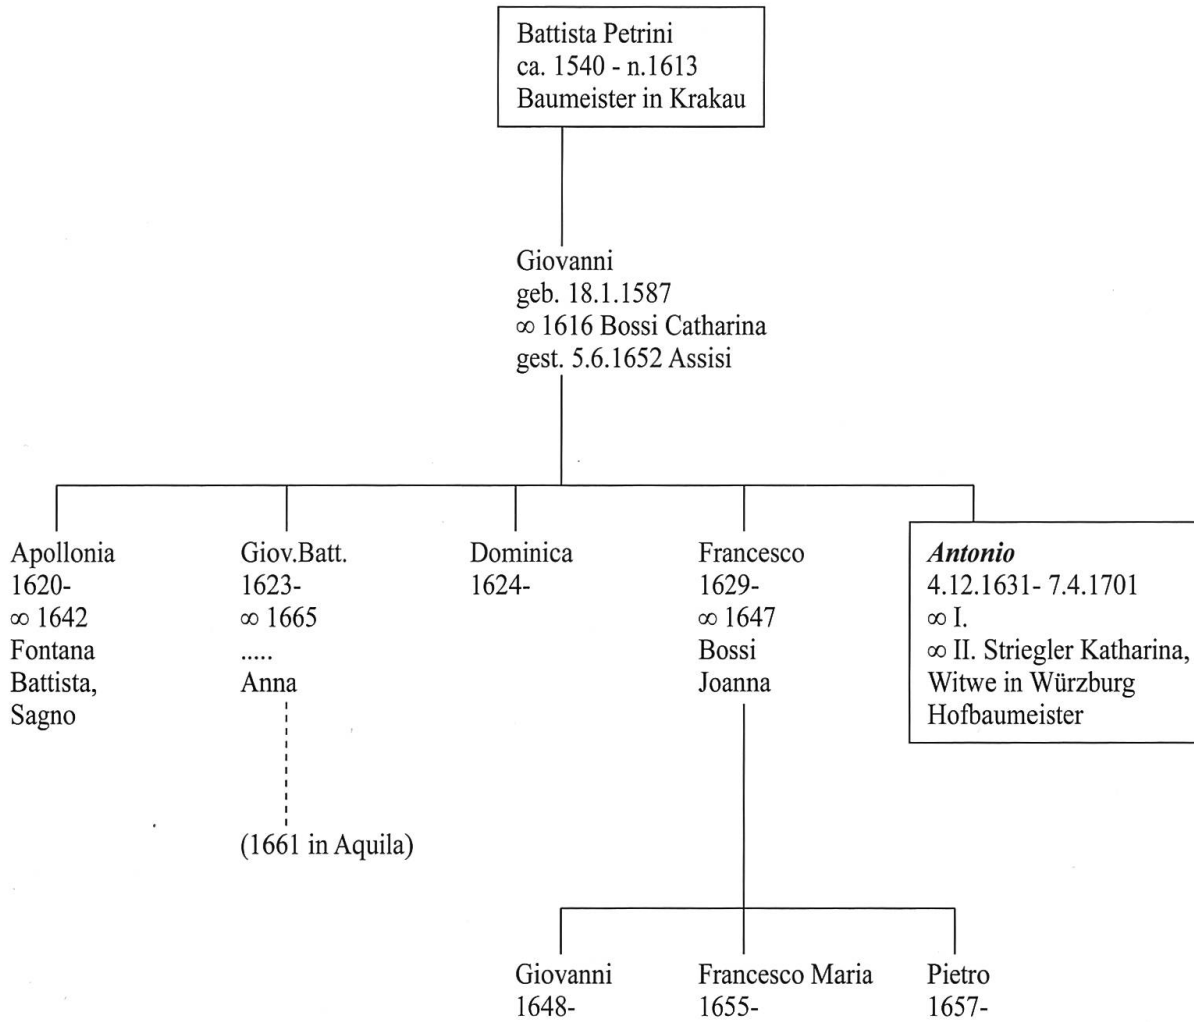 Battista Petrini
ca. 1540 - n.1613
Baumeister in Krakau
Giovanni
geb. 18.1.1587
∞ 1616 Bossi Catharina
gest. 5.6.1652 Assisi
Apollonia
1620-
∞ 1642
Fontana
Battista,
Sagno
Giov.Batt.
1623-
∞ 1665
.....
Anna
(1661 in Aquila)
Dominica
1624-
Francesco
1629-
∞ 1647
Bossi
Joanna
Antonio
4.12.1631- 7.4.1701
∞ I.
∞ II. Striegler Katharina,
Witwe in Würzburg
Hofbaumeister
Giovanni
1648-
Francesco Maria
1655-
Pietro
1657-